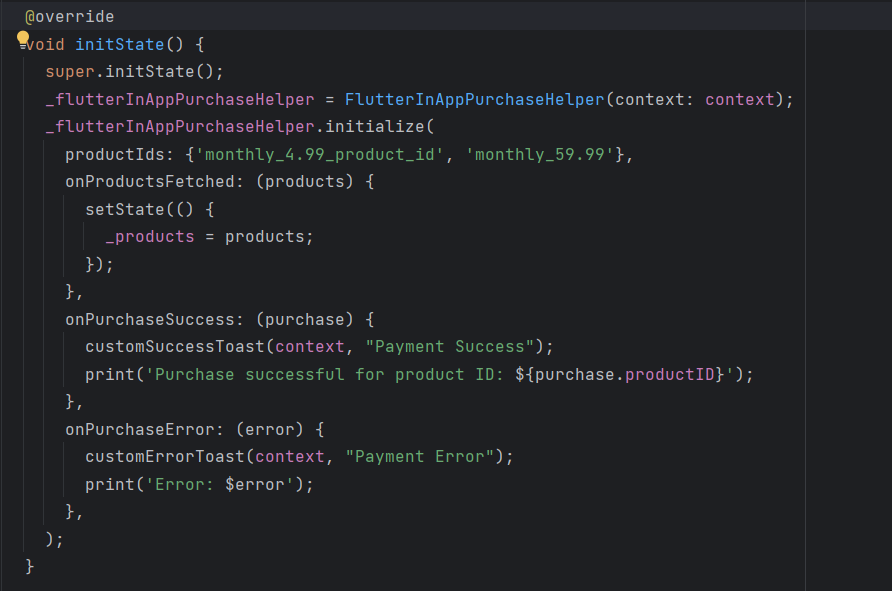 @override
void initState() {
super.initState();
_flutterInAppPurchaseHelper = FlutterInAppPurchaseHelper(context: context);
_flutterInAppPurchaseHelper.initialize(
productIds: {'monthly_4.99_product_id', 'monthly_59.99'},
onProductsFetched: (products) {
setState(() {
_products = products;
});
},
onPurchaseSuccess: (purchase) {
customSuccessToast(context, "Payment Success");
print('Purchase successful for product ID: ${purchase.productID}');
},
onPurchaseError: (error) {
customErrorToast(context, "Payment Error");
print('Error: $error');
},
);
}